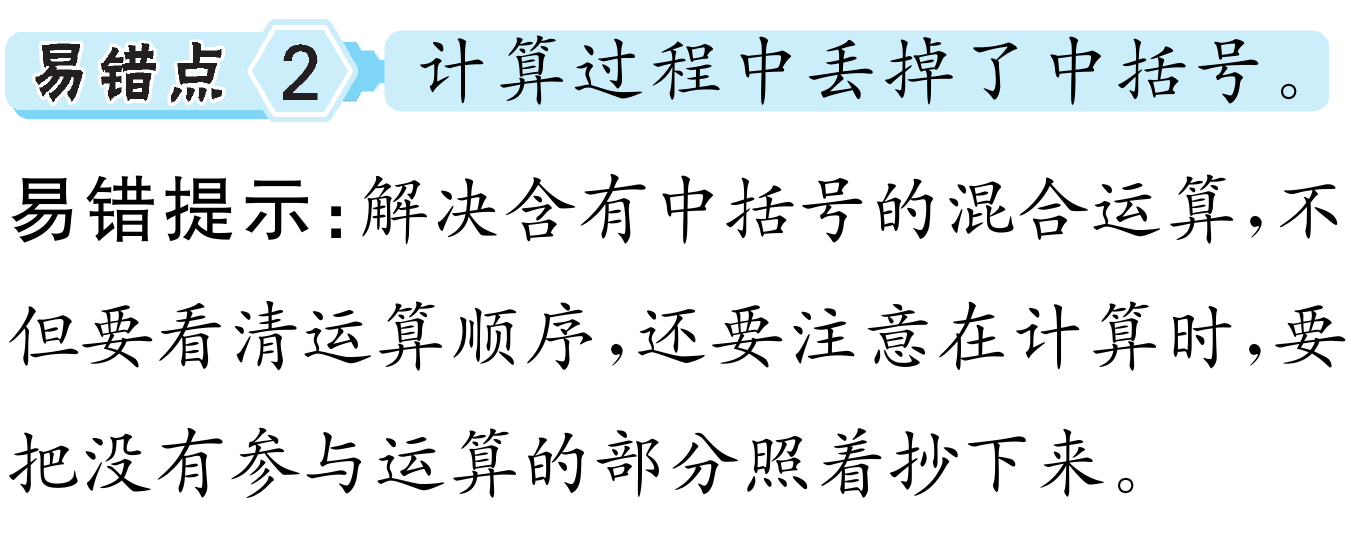 易错点 2 计算过程中丢掉了中括号。
易错提示:解决含有中括号的混合运算,不
但要看清运算顺序,还要注意在计算时,要
把没有参与运算的部分照着抄下来。